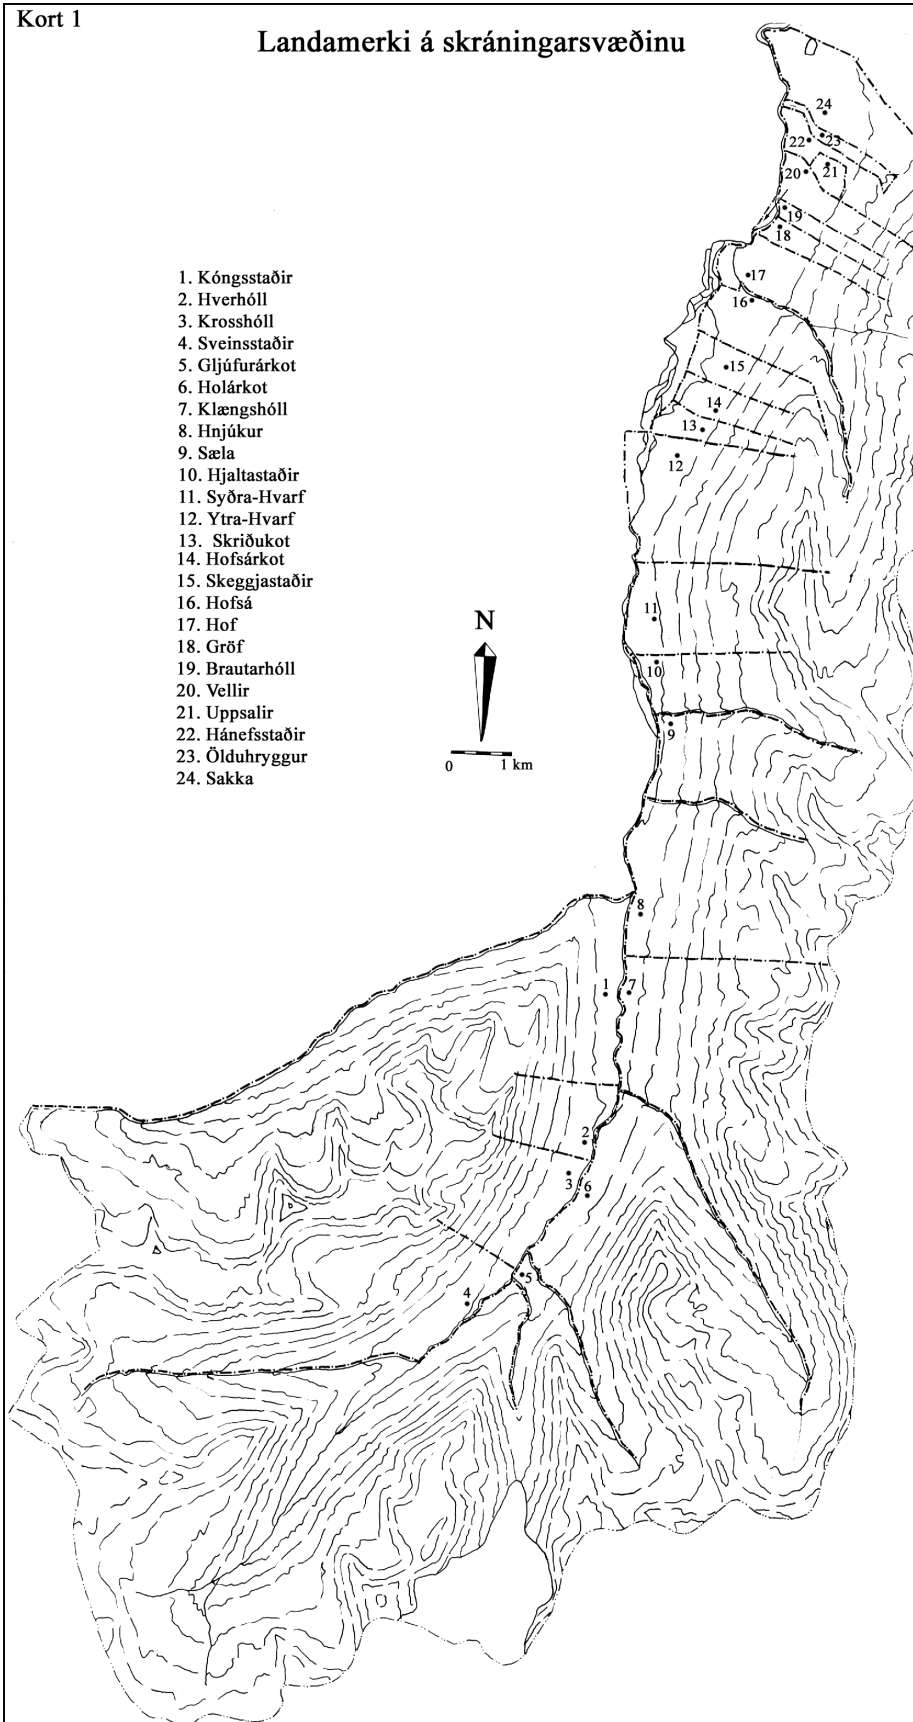 Kort 1
Landamerki á skráningarsvæðinu
1. Kóngsstaðir
2. Hverhóll
3. Krosshóll
4. Sveinsstaðir
5. Gljúfurárkot
6. Holárkot
7. Klængshóll
8. Hnjúkur
9. Sæla
10. Hjaltastaðir
11. Syðra-Hvarf
12. Ytra-Hvarf
13. Skriðukot
14. Hofsárkot
15. Skeggjastaðir
16. Hofsá
17. Hof
18. Gröf
19. Brautarhóll
20. Vellir
21. Uppsalir
22. Hánefsstaðir
23. Ölduhryggur
24. Sakka
N
0 1 km
24
23
22
21
20
19
18
17
16
15
14
13
12
11
10
9
8
1
7
2
3
6
5
4